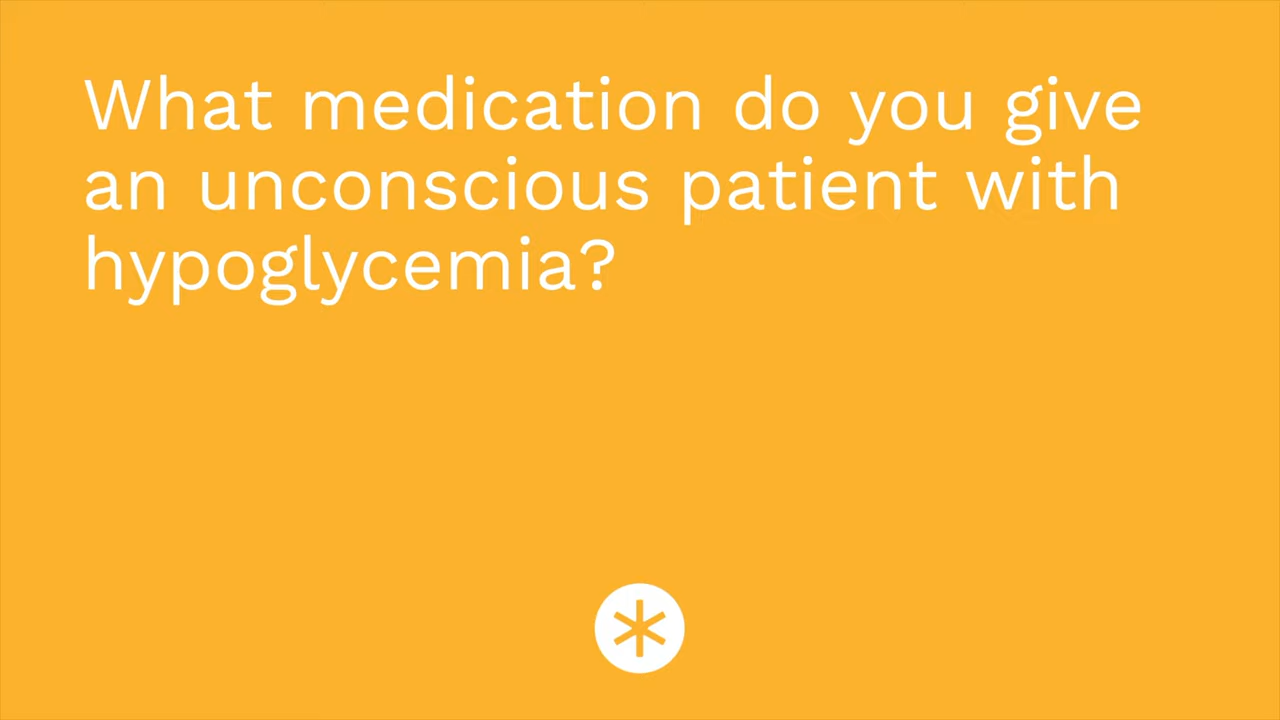 What medication do you give
an unconscious patient with
hypoglycemia?